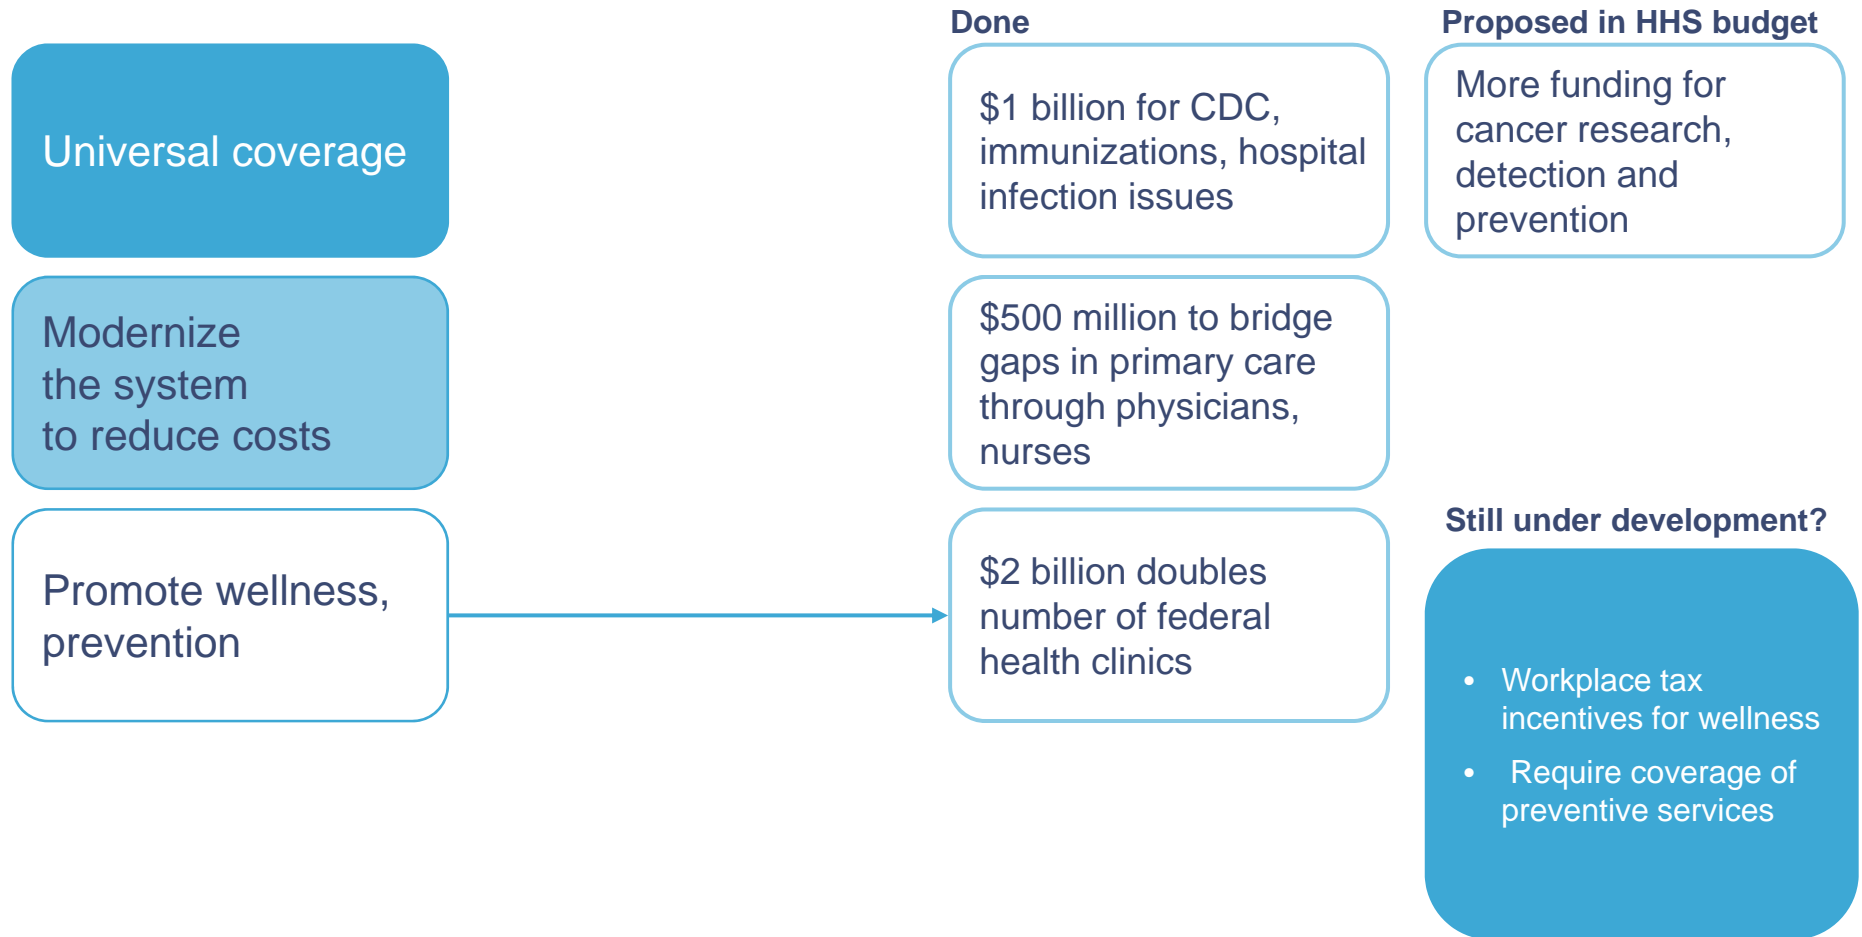 Universal coverage
Modernize
the system
to reduce costs
Promote wellness,
prevention
Done
$1 billion for CDC,
immunizations, hospital
infection issues
$500 million to bridge
gaps in primary care
through physicians,
nurses
$2 billion doubles
number of federal
health clinics
Proposed in HHS budget
More funding for
cancer research,
detection and
prevention
Still under development?
• Workplace tax
incentives for wellness
• Require coverage of
preventive services